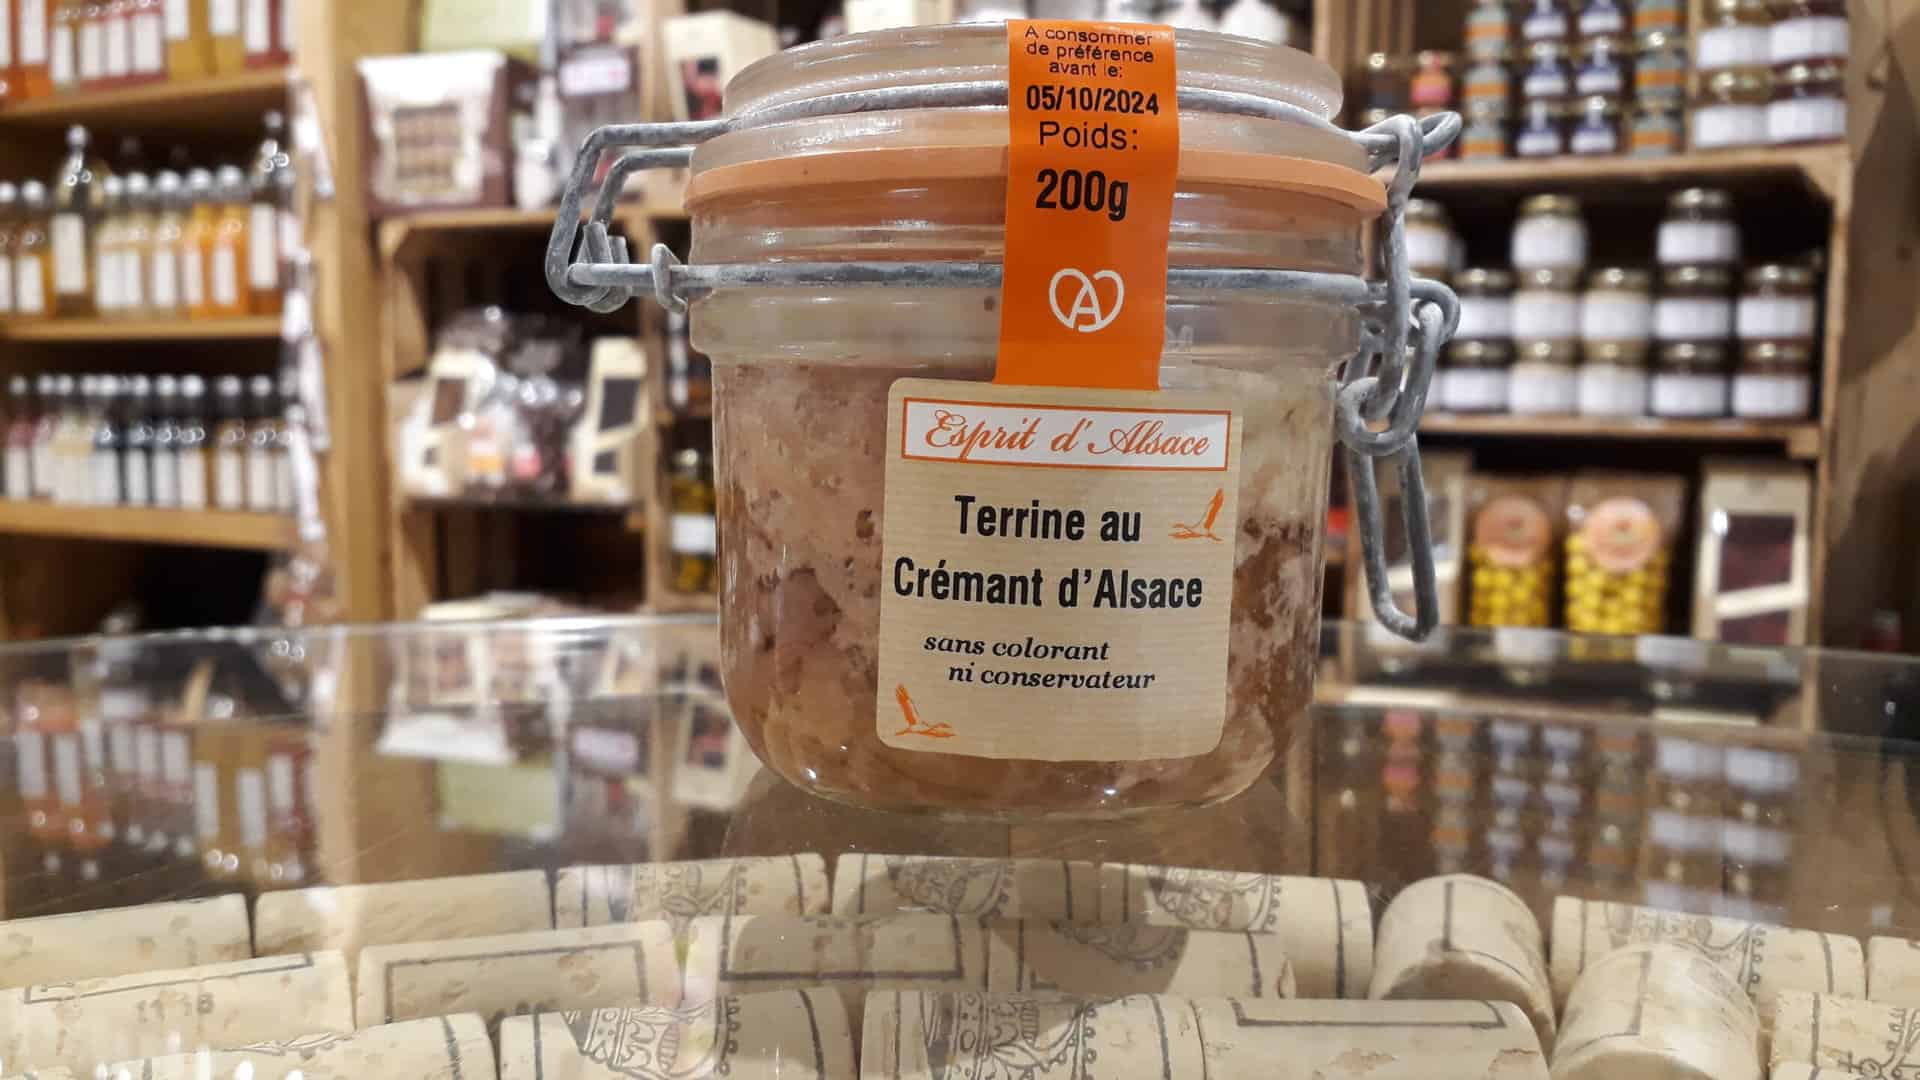 A consommer
de préférence
avant le:
05/10/2024
Poids:
200g
A
Esprit d'Alsace
Terrine au
Crémant d'Alsace
sans colorant
ni conservateur